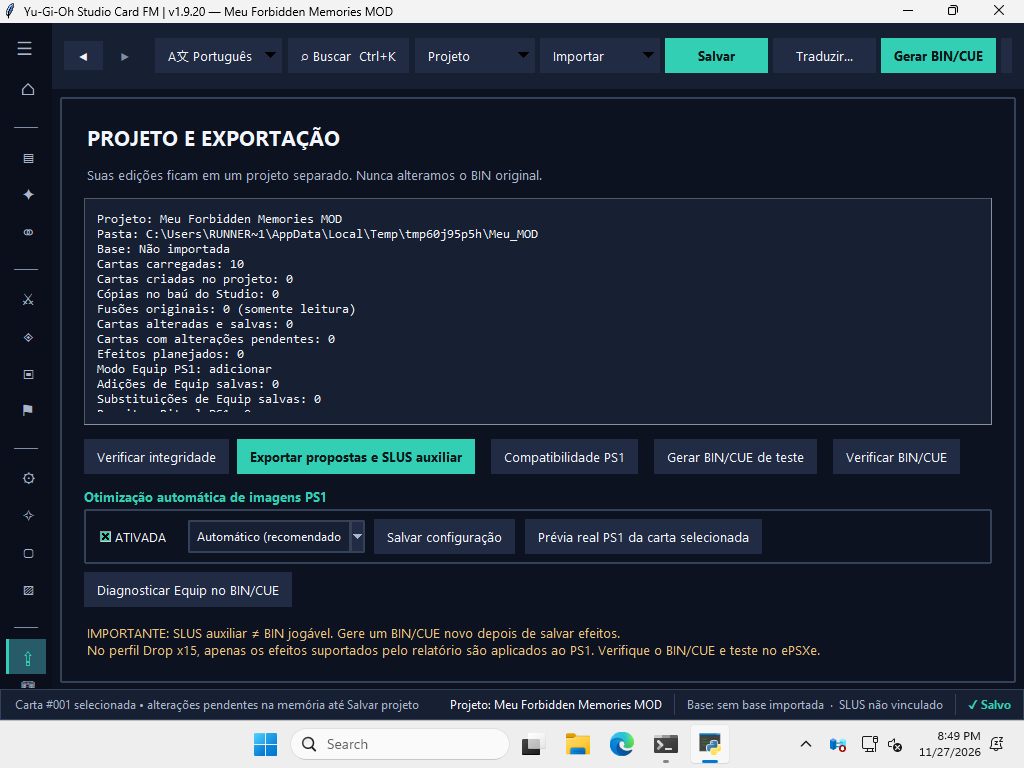 Yu-Gi-Oh Studio Card FM | v1.9.20 — Meu Forbidden Memories MOD
A文 Português
Buscar Ctrl+K
Projeto
Importar
Salvar
Traduzir...
Gerar BIN/CUE
PROJETO E EXPORTAÇÃO
Suas edições ficam em um projeto separado. Nunca alteramos o BIN original.
Projeto: Meu Forbidden Memories MOD
Pasta: C:\Users\RUNNER~1\AppData\Local\Temp\tmp60j95p5h\Meu_MOD
Base: Não importada
Cartas carregadas: 10
Cartas criadas no projeto: 0
Cópias no baú do Studio: 0
Fusões originais: 0 (somente leitura)
Cartas alteradas e salvas: 0
Cartas com alterações pendentes: 0
Efeitos planejados: 0
Modo Equip PS1: adicionar
Adições de Equip salvas: 0
Substituições de Equip salvas: 0
Verificar integridade
Exportar propostas e SLUS auxiliar
Compatibilidade PS1
Gerar BIN/CUE de teste
Verificar BIN/CUE
Otimização automática de imagens PS1
ATIVADA
Automático (recomendado
Salvar configuração
Prévia real PS1 da carta selecionada
Diagnosticar Equip no BIN/CUE
IMPORTANTE: SLUS auxiliar ≠ BIN jogável. Gere um BIN/CUE novo depois de salvar efeitos.
No perfil Drop x15, apenas os efeitos suportados pelo relatório são aplicados ao PS1. Verifique o BIN/CUE e teste no ePSXe.
Carta #001 selecionada • alterações pendentes na memória até Salvar projeto
Projeto: Meu Forbidden Memories MOD
Base: sem base importada · SLUS não vinculado
✓ Salvo
Search
8:49 PM
11/27/2026